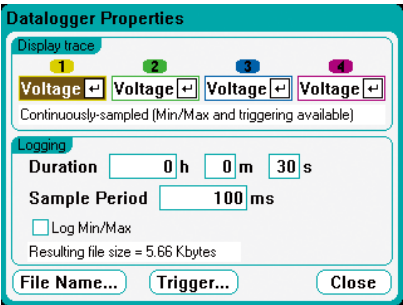 Datalogger Properties
Display trace
1 2 3 4
Voltage Voltage Voltage Voltage
Continuously-sampled (Min/Max and triggering available)
Logging
Duration 0 h 0 m 30 s
Sample Period 100 ms
Log Min/Max
Resulting file size = 5.66 Kbytes
File Name... Trigger... Close